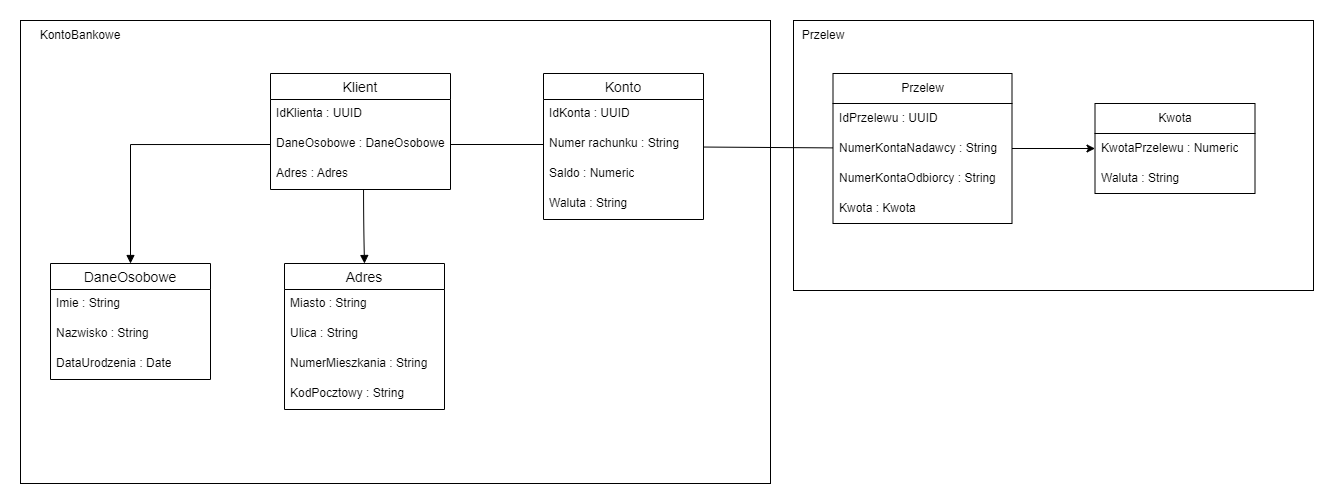 KontoBankowe
Klient
IdKlienta : UUID
DaneOsobowe : DaneOsobowe
Adres : Adres
Konto
IdKonta : UUID
Numer rachunku : String
Saldo : Numeric
Waluta : String
DaneOsobowe
Imie : String
Nazwisko : String
DataUrodzenia : Date
Adres
Miasto : String
Ulica : String
NumerMieszkania : String
KodPocztowy : String
Przelew
Przelew
IdPrzelewu : UUID
NumerKontaNadawcy : String
NumerKontaOdbiorcy : String
Kwota : Kwota
Kwota
KwotaPrzelewu : Numeric
Waluta : String